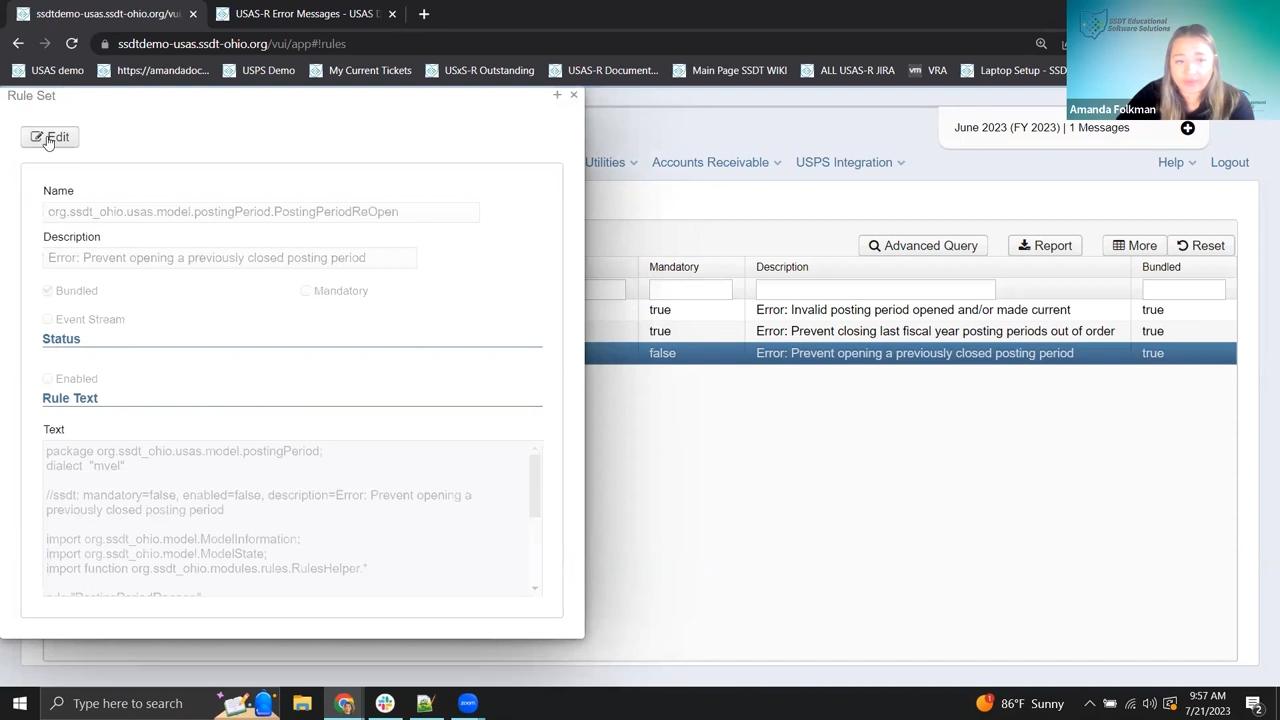 ssdtdemo-usas.ssdt-ohio.org/vui
USAS-R Error Messages - USAS D
ssdtdemo-usas.ssdt-ohio.org/vui/app#!rules
USAS demo
https://amandadoc...
USPS Demo
My Current Tickets
USxS-R Outstanding
USAS-R Document...
Main Page SSDT WIKI
ALL USAS-R JIRA
vm VRA
Laptop Setup - SSD
SSDT Educational
Software Solutions
Amanda Folkman
Rule Set
Edit
Name
org.ssdt_ohio.usas.model.postingPeriod.PostingPeriodReOpen
Description
Error: Prevent opening a previously closed posting period
Bundled
Mandatory
Event Stream
Status
Enabled
Rule Text
Text
package org.ssdt_ohio.usas.model.postingPeriod;
dialect "mvel"
//ssdt: mandatory=false, enabled=false, description=Error: Prevent opening a
previously closed posting period
import org.ssdt_ohio.model.ModelInformation;
import org.ssdt_ohio.model.ModelState;
import function org.ssdt_ohio.modules.rules.RulesHelper.*
June 2023 (FY 2023) | 1 Messages
Utilities
Accounts Receivable
USPS Integration
Help
Logout
Advanced Query
Report
More
Reset
Mandatory
Description
Bundled
true
Error: Invalid posting period opened and/or made current
true
true
Error: Prevent closing last fiscal year posting periods out of order
true
false
Error: Prevent opening a previously closed posting period
true
Type here to search
zoom
86°F Sunny
9:57 AM
7/21/2023
2